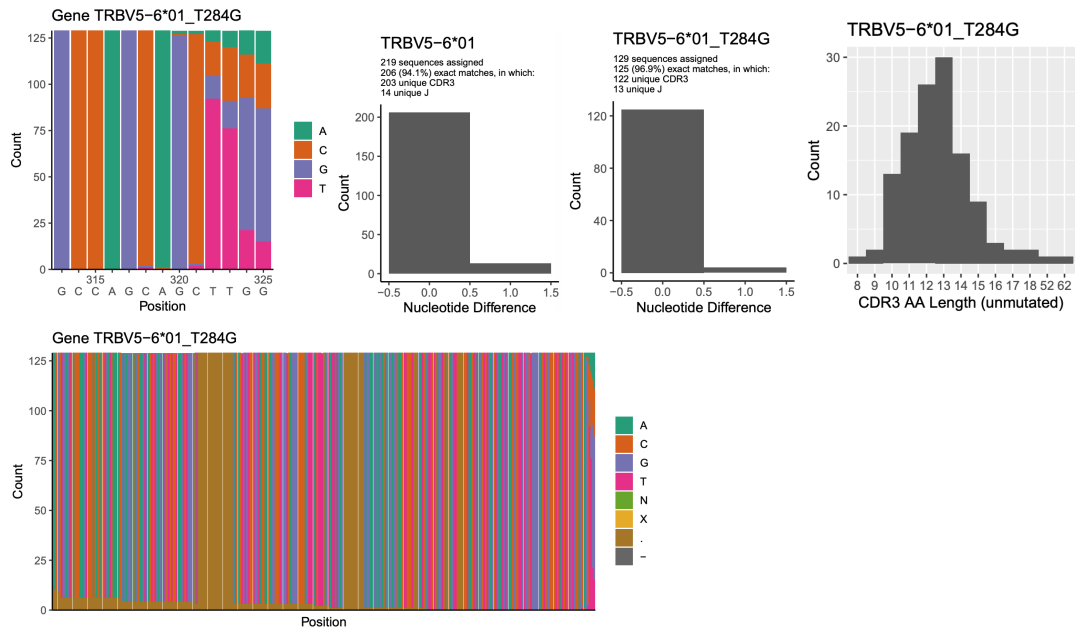 Gene TRBV5−6*01_T284G
125
100
75
50
25
0
Count
315 320 325
G C C A G C A G C T T G G
Position
A
C
G
T
TRBV5−6*01
219 sequences assigned
206 (94.1%) exact matches, in which:
203 unique CDR3
14 unique J
200
150
100
50
0
Count
−0.5 0.0 0.5 1.0 1.5
Nucleotide Difference
TRBV5−6*01_T284G
129 sequences assigned
125 (96.9%) exact matches, in which:
122 unique CDR3
13 unique J
120
80
40
0
Count
−0.5 0.0 0.5 1.0 1.5
Nucleotide Difference
TRBV5−6*01_T284G
30
20
10
0
Count
8 9 10 11 12 13 14 15 16 17 18 52 62
CDR3 AA Length (unmutated)
Gene TRBV5−6*01_T284G
125
100
75
50
25
0
Count
Position
A
C
G
T
N
X
.
−